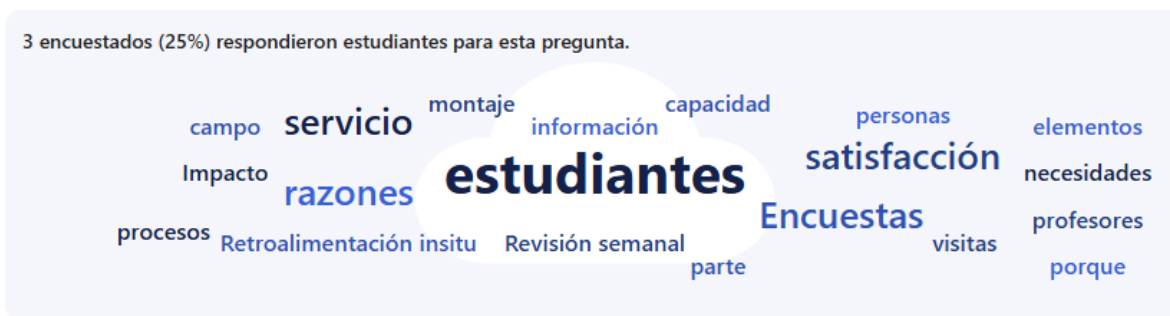 3 encuestados (25%) respondieron estudiantes para esta pregunta.
montaje
capacidad
campo
servicio
información
personas
elementos
Impacto
razones
estudiantes
satisfacción
necesidades
procesos
Retroalimentación insitu
Revisión semanal
Encuestas
profesores
visitas
parte
porque